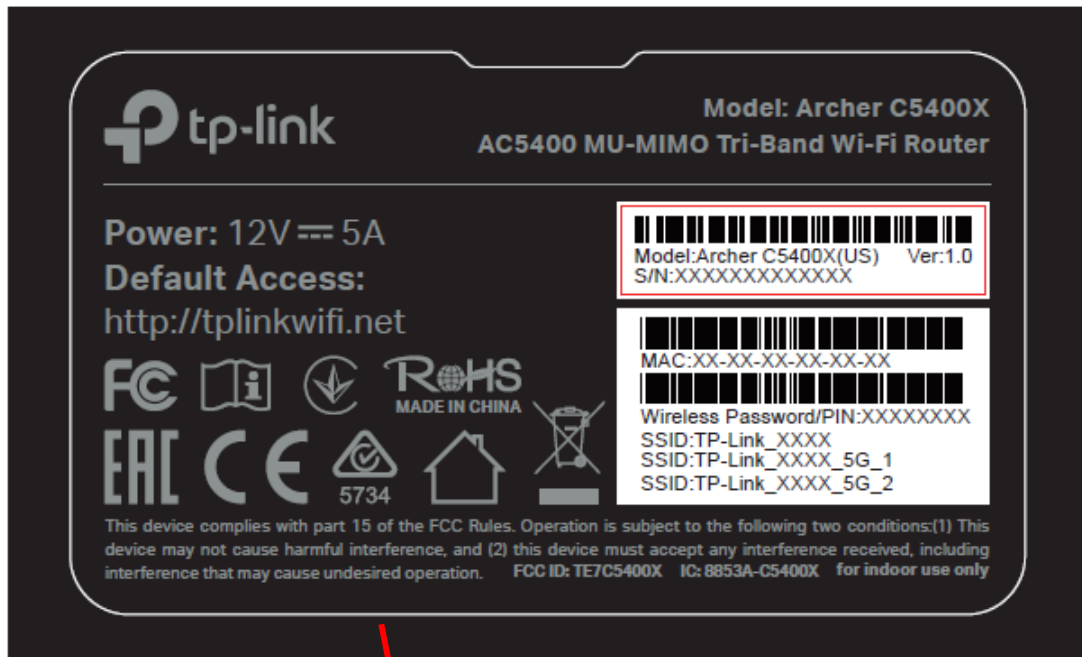 tp-link
Model: Archer C5400X
AC5400 MU-MIMO Tri-Band Wi-Fi Router
Power: 12V ⎓ 5A
Default Access:
http://tplinkwifi.net
Model:Archer C5400X(US) Ver:1.0
S/N:XXXXXXXXXXXXX
MAC:XX-XX-XX-XX-XX-XX
Wireless Password/PIN:XXXXXXXX
SSID:TP-Link_XXXX
SSID:TP-Link_XXXX_5G_1
SSID:TP-Link_XXXX_5G_2
FC
i
RoHS
MADE IN CHINA
EAC
CE
5734
This device complies with part 15 of the FCC Rules. Operation is subject to the following two conditions:(1) This
device may not cause harmful interference, and (2) this device must accept any interference received, including
interference that may cause undesired operation. FCC ID: TE7C5400X IC: 8853A-C5400X for indoor use only